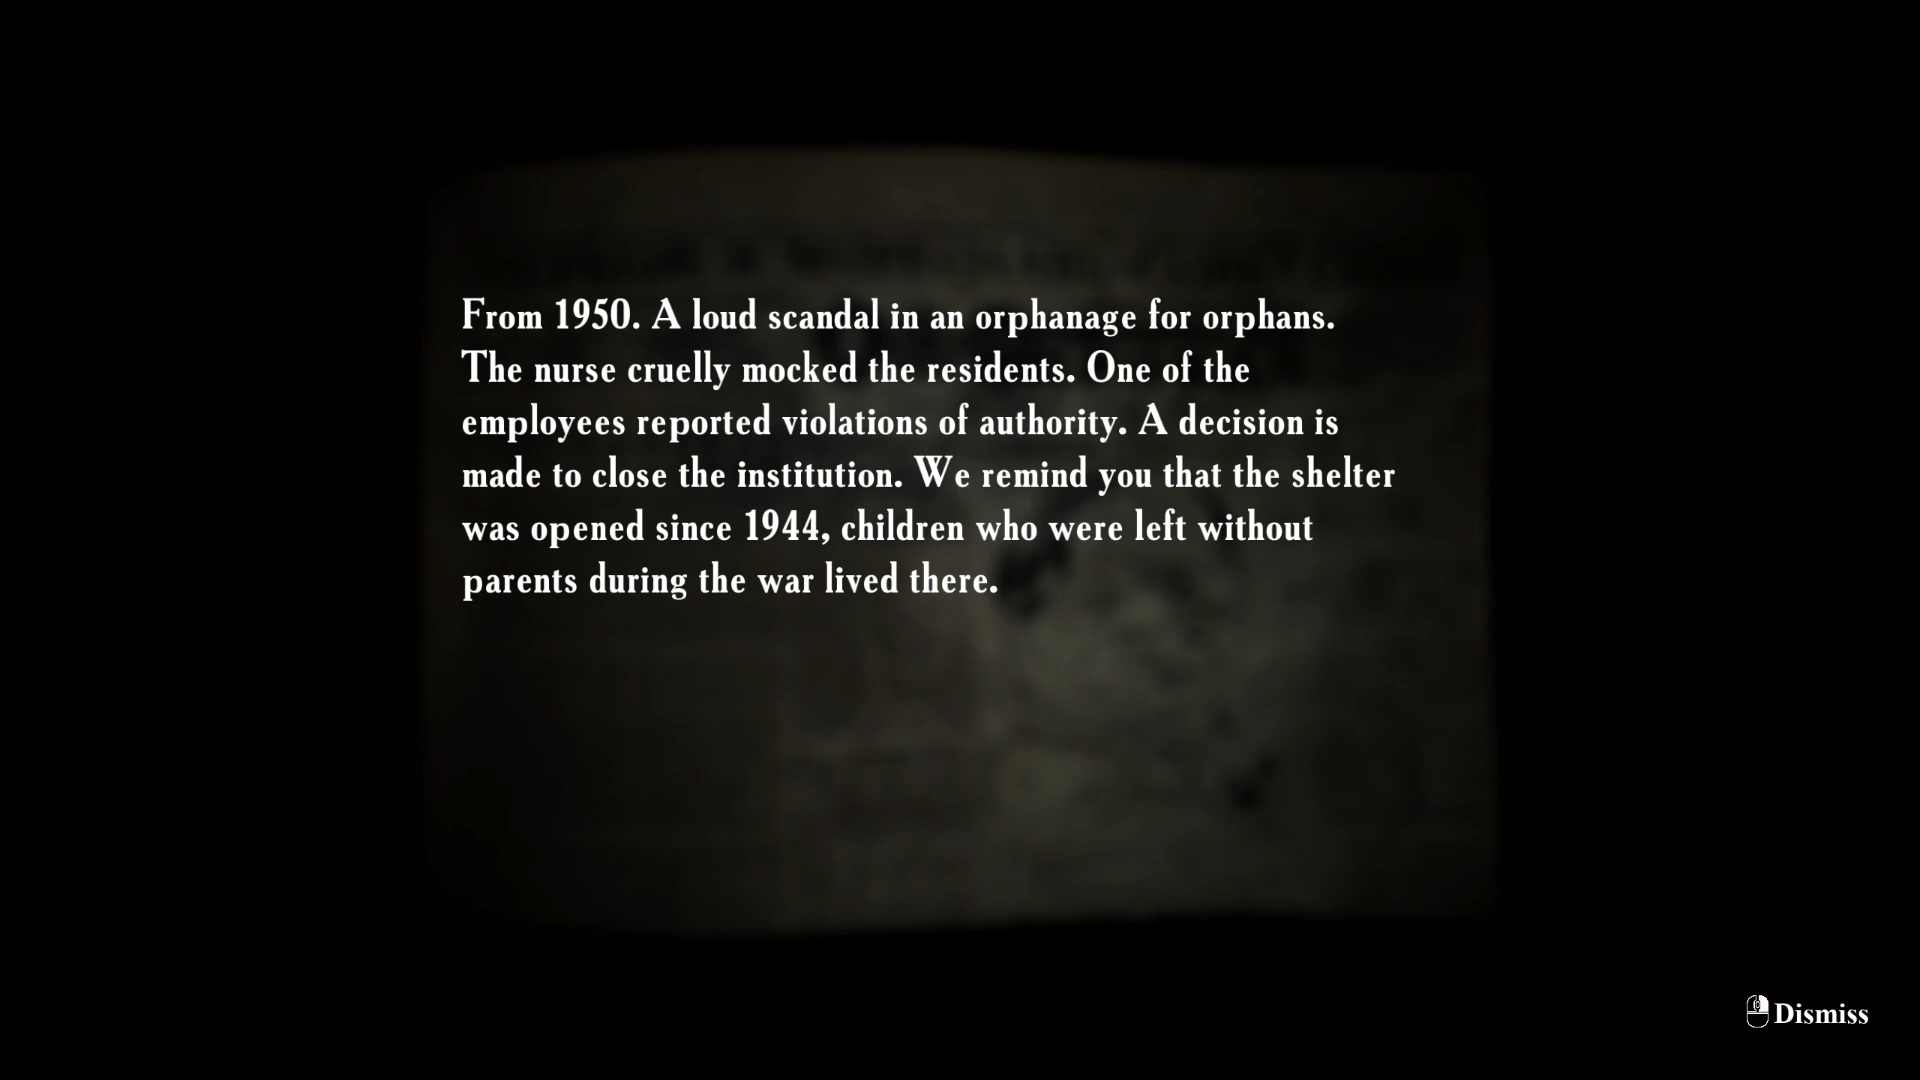 From 1950. A loud scandal in an orphanage for orphans.
The nurse cruelly mocked the residents. One of the
employees reported violations of authority. A decision is
made to close the institution. We remind you that the shelter
was opened since 1944, children who were left without
parents during the war lived there.
Dismiss